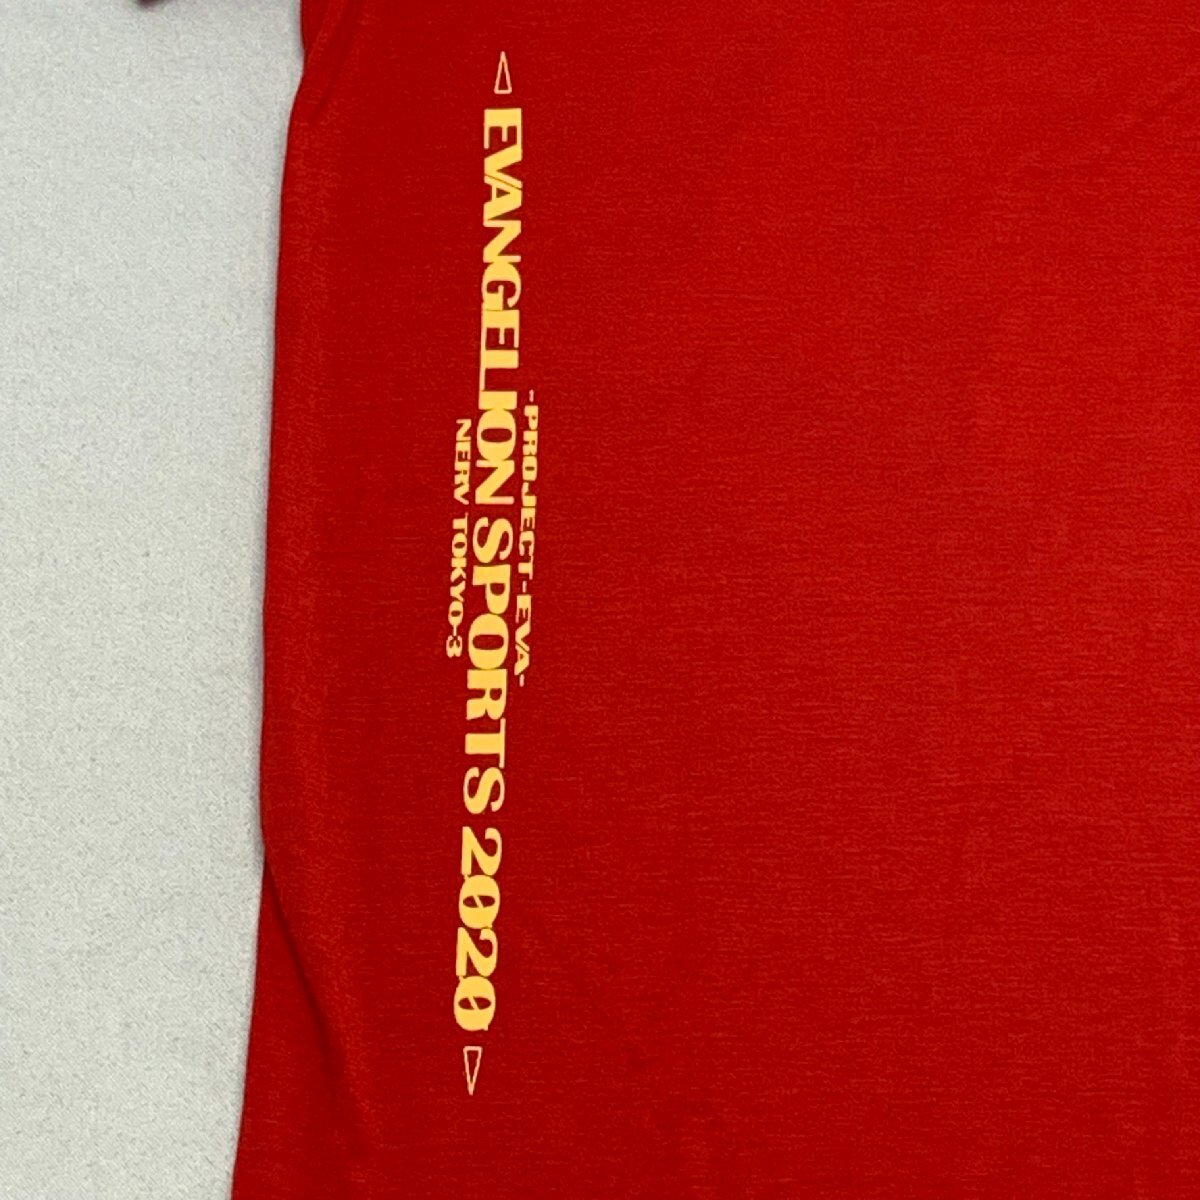 -PROJECT-EVA-
EVANGELION SPORTS 2020
NERV TOKYO-3